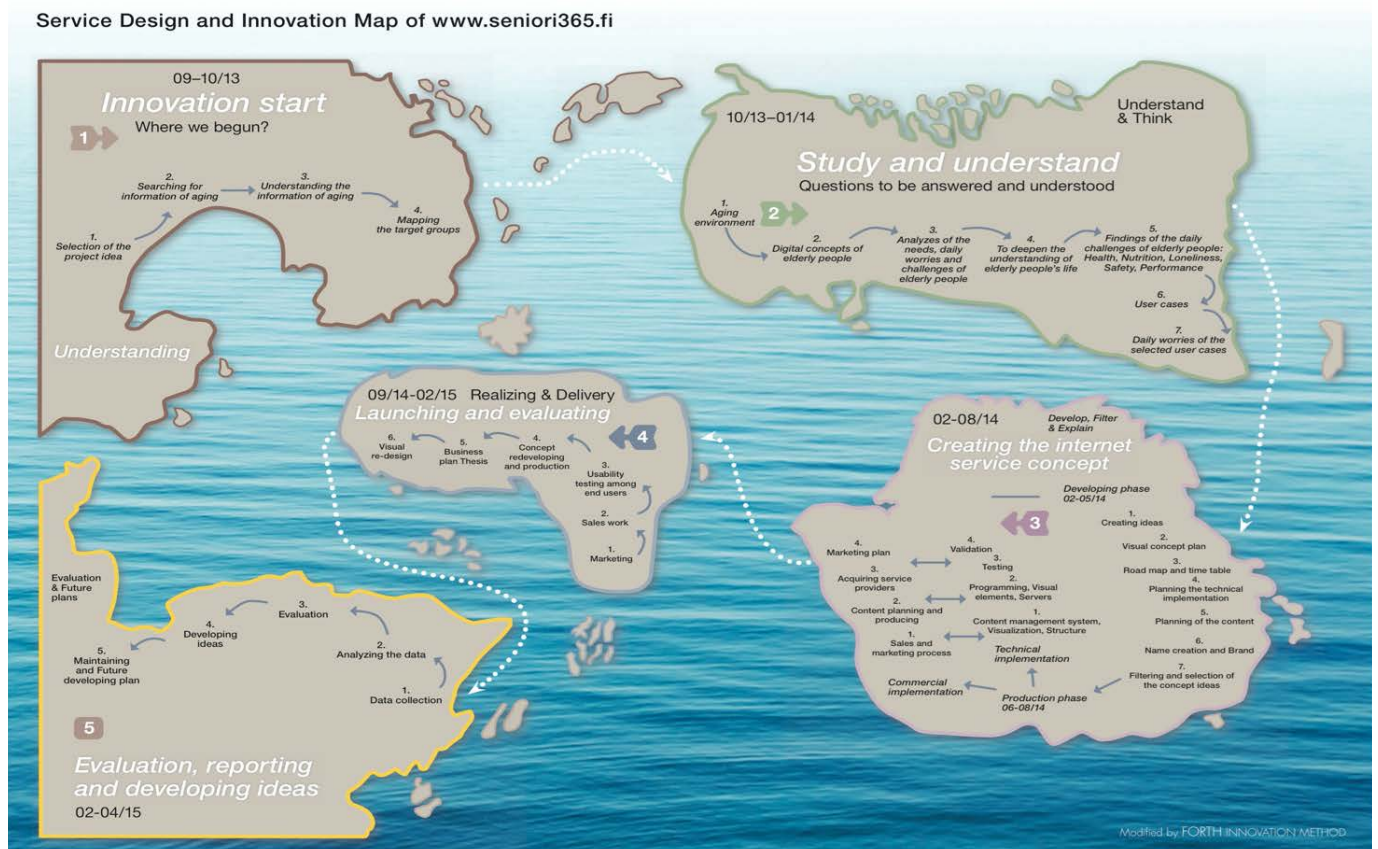 Service Design and Innovation Map of www.seniori365.fi
09–10/13
Innovation start
Where we begun?
1
1.
Selection of the
project idea
2.
Searching for
information of aging
3.
Understanding the
information of aging
4.
Mapping
the target groups
Understanding
10/13–01/14
Understand
& Think
Study and understand
Questions to be answered and understood
2
1.
Aging
environment
2.
Digital concepts of
elderly people
3.
Analyzes of the
needs, daily
worries and
challenges of
elderly people
4.
To deepen the
understanding of
elderly people's life
5.
Findings of the daily
challenges of elderly people:
Health, Nutrition, Loneliness,
Safety, Performance
6.
User cases
7.
Daily worries of the
selected user cases
02-08/14
Develop, Filter
& Explain
Creating the internet
service concept
Developing phase
02-05/14
3
1.
Creating ideas
2.
Visual concept plan
3.
Road map and time table
4.
Planning the technical
implementation
5.
Planning of the content
6.
Name creation and Brand
7.
Filtering and selection of
the concept ideas
Production phase
06-08/14
Technical
implementation
1.
Content management system,
Visualization, Structure
2.
Programming, Visual
elements, Servers
3.
Testing
4.
Validation
Commercial
implementation
1.
Sales and
marketing process
2.
Content planning and
producing
3.
Acquiring service
providers
4.
Marketing plan
09/14-02/15 Realizing & Delivery
Launching and evaluating
4
1.
Marketing
2.
Sales work
3.
Usability
testing among
end users
4.
Concept
redeveloping
and production
5.
Business
plan Thesis
6.
Visual
re-design
Evaluation
& Future
plans
1.
Data collection
2.
Analyzing the data
3.
Evaluation
4.
Developing
ideas
5.
Maintaining
and Future
developing plan
5
Evaluation, reporting
and developing ideas
02-04/15
Modified by FORTH INNOVATION METHOD